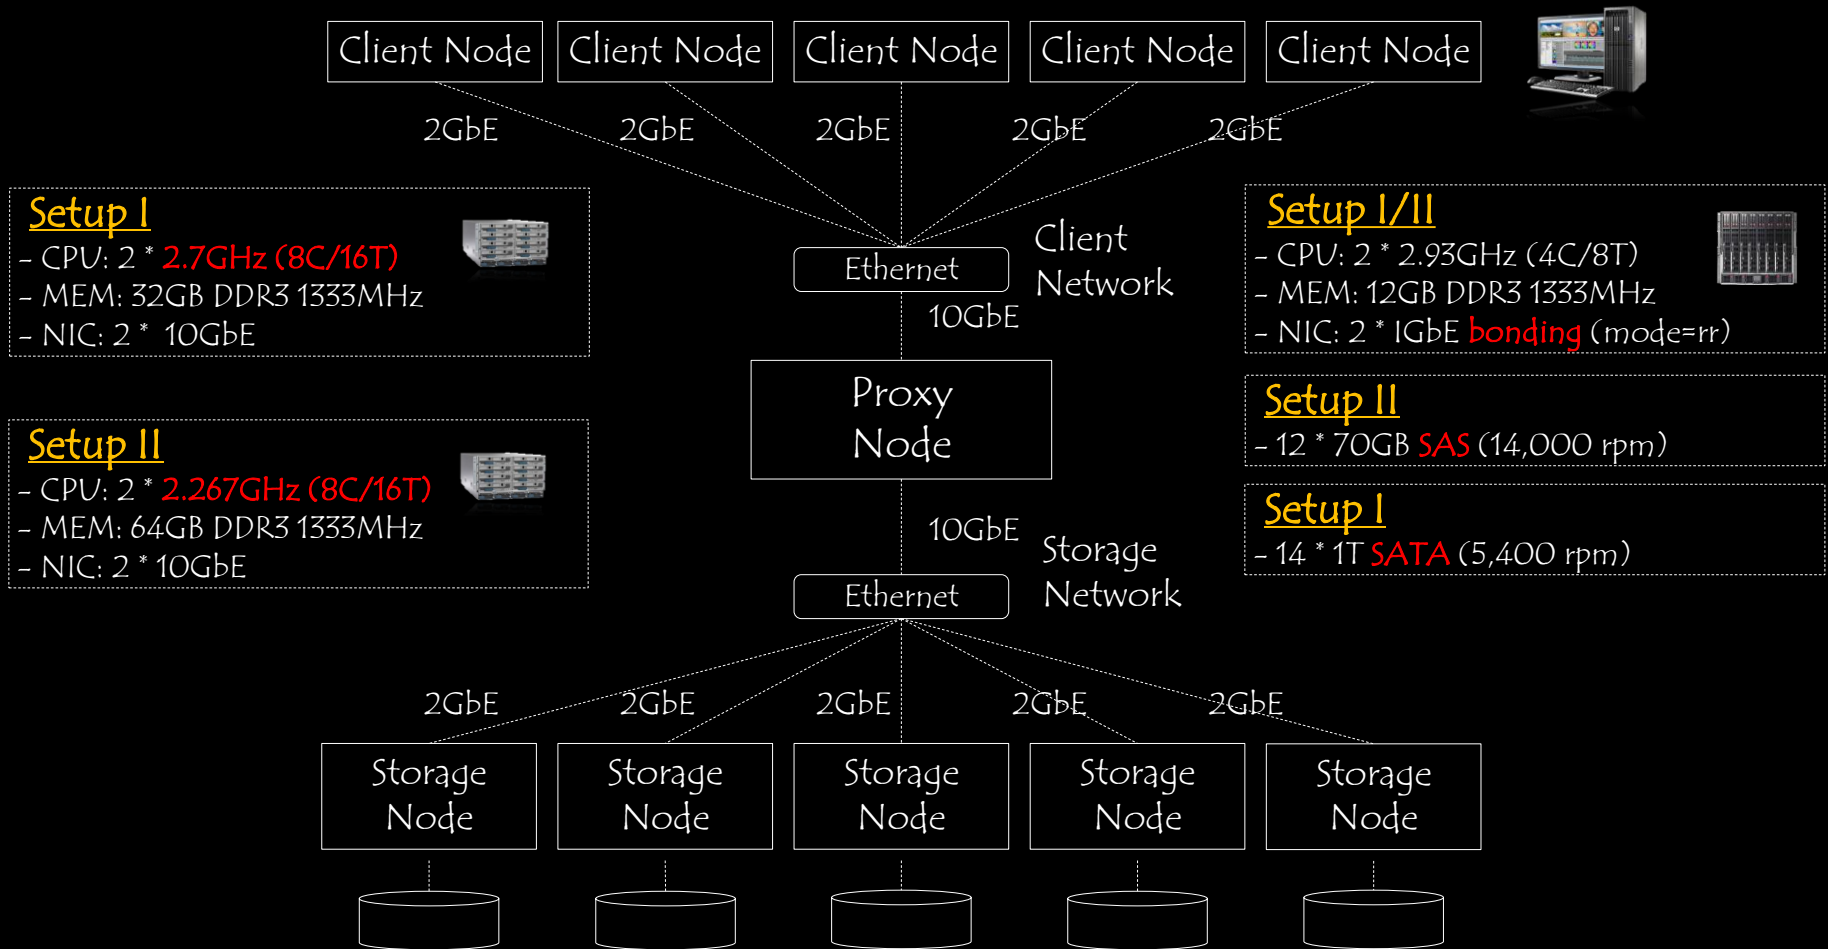 Client Node
Client Node
Client Node
Client Node
Client Node
2GbE
2GbE
2GbE
2GbE
2GbE
Setup I
- CPU: 2 * 2.7GHz (8C/16T)
- MEM: 32GB DDR3 1333MHz
- NIC: 2 * 10GbE
Client
Network
Ethernet
10GbE
Setup I/II
- CPU: 2 * 2.93GHz (4C/8T)
- MEM: 12GB DDR3 1333MHz
- NIC: 2 * IGbE bonding (mode=rr)
Proxy
Node
Setup II
- 12 * 70GB SAS (14,000 rpm)
Setup II
- CPU: 2 * 2.267GHz (8C/16T)
- MEM: 64GB DDR3 1333MHz
- NIC: 2 * 10GbE
Setup I
- 14 * 1T SATA (5,400 rpm)
10GbE
Storage
Network
Ethernet
2GbE
2GbE
2GbE
2GbE
2GbE
Storage
Node
Storage
Node
Storage
Node
Storage
Node
Storage
Node